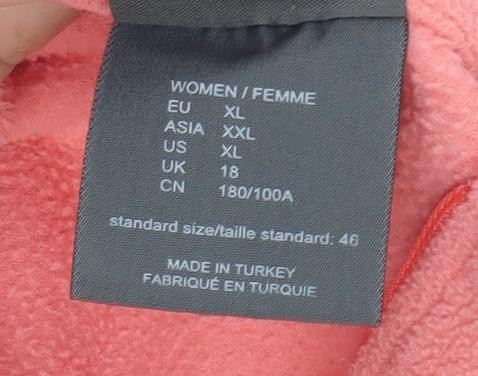 WOMEN / FEMME
EU XL
ASIA XXL
US XL
UK 18
CN 180/100A
standard size/taille standard: 46
MADE IN TURKEY
FABRIQUÉ EN TURQUIE